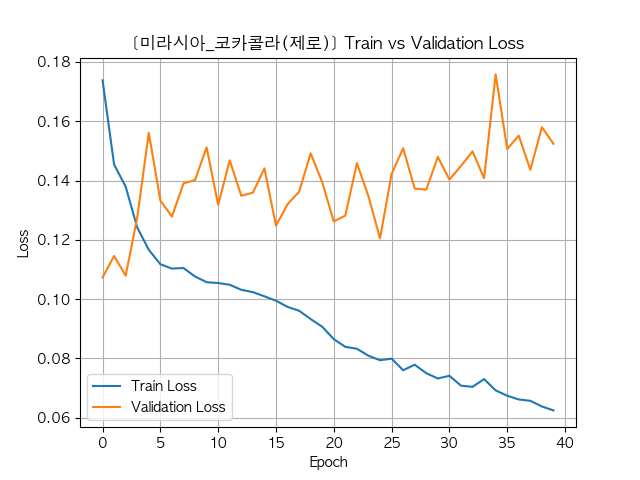 [미라시아_코카콜라(제로)] Train vs Validation Loss
Loss
0.18
0.16
0.14
0.12
0.10
0.08
0.06
Train Loss
Validation Loss
0 5 10 15 20 25 30 35 40
Epoch